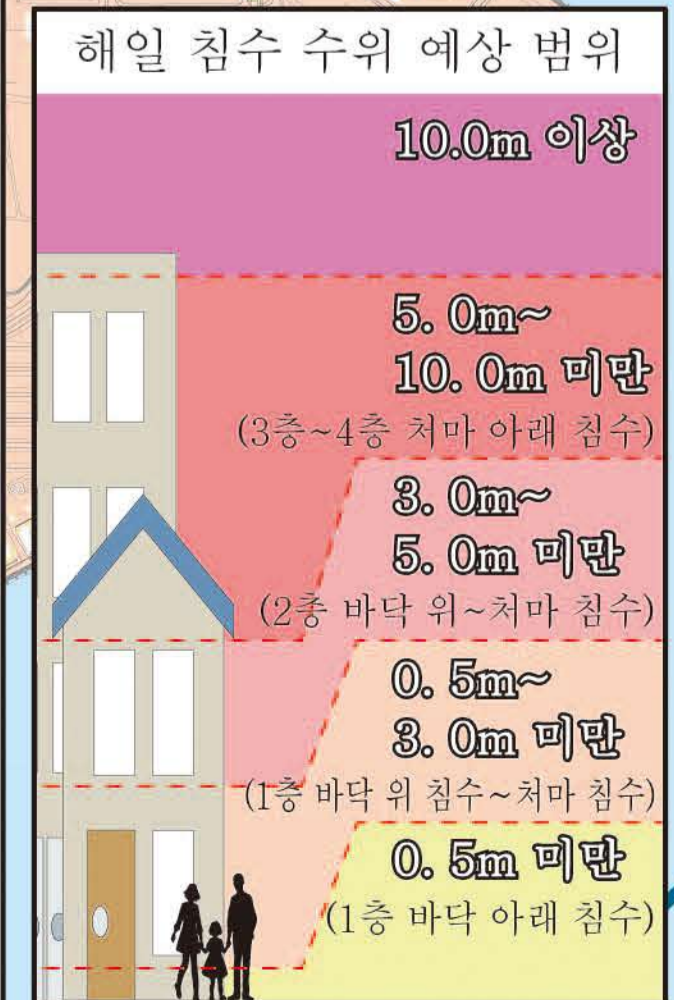 해일 침수 수위 예상 범위
10.0m 이상
5. 0m~
10. 0m 미만
(3층~4층 처마 아래 침수)
3. 0m~
5. 0m 미만
(2층 바닥 위~처마 침수)
0. 5m~
3. 0m 미만
(1층 바닥 위 침수~처마 침수)
0. 5m 미만
(1층 바닥 아래 침수)